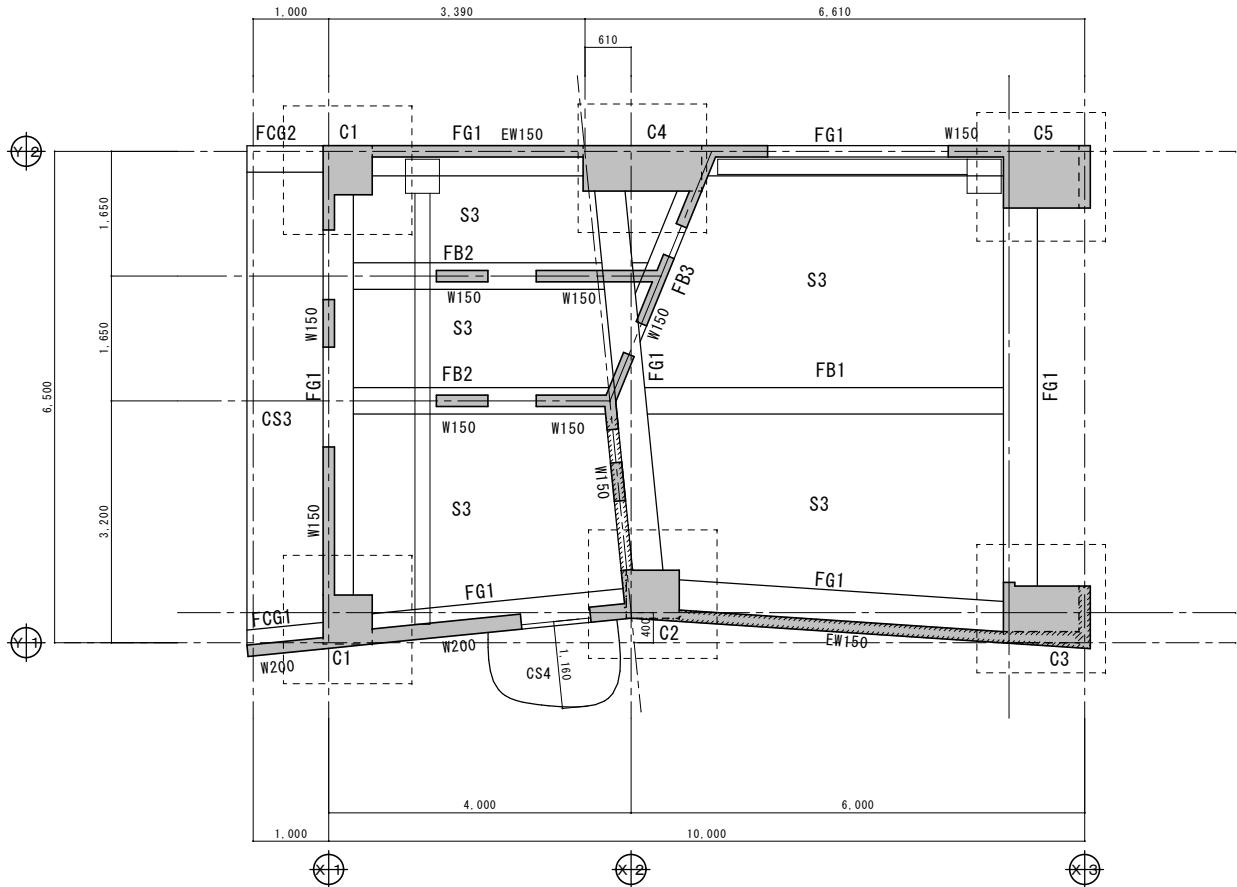 1,000
3,390
6,610
610
Y2
FCG2
C1
FG1
EW150
C4
FG1
W150
C5
1,650
S3
FB2
W150
W150
FB3
S3
W150
1,650
W150
S3
FG1
FB2
FB1
6,500
FG1
FG1
CS3
W150
W150
W150
3,200
W150
S3
S3
FG1
FG1
FCG1
400
C2
Y1
W200
C1
W200
EW150
C3
CS4
1,160
4,000
6,000
1,000
10,000
X1
X2
X3